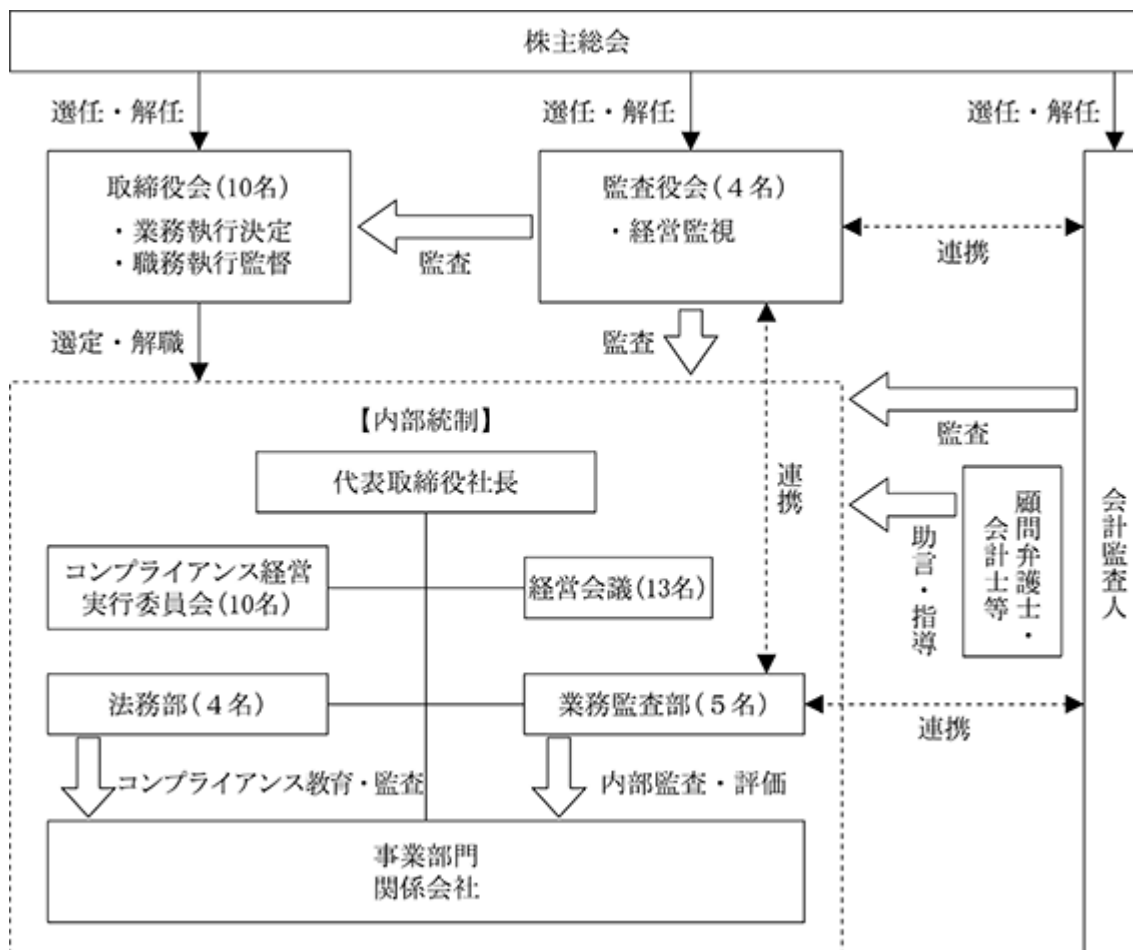 株主総会
選任・解任
選任・解任
選任・解任
取締役会(10名)
・業務執行決定
・職務執行監督
監査役会(4名)
・経営監視
監査
連携
選定・解職
監査
【内部統制】
監査
代表取締役社長
連携
助言・指導
顧問弁護士・
会計士等
会計監査人
コンプライアンス経営
実行委員会(10名)
経営会議(13名)
法務部(4名)
業務監査部(5名)
連携
コンプライアンス教育・監査
内部監査・評価
事業部門
関係会社